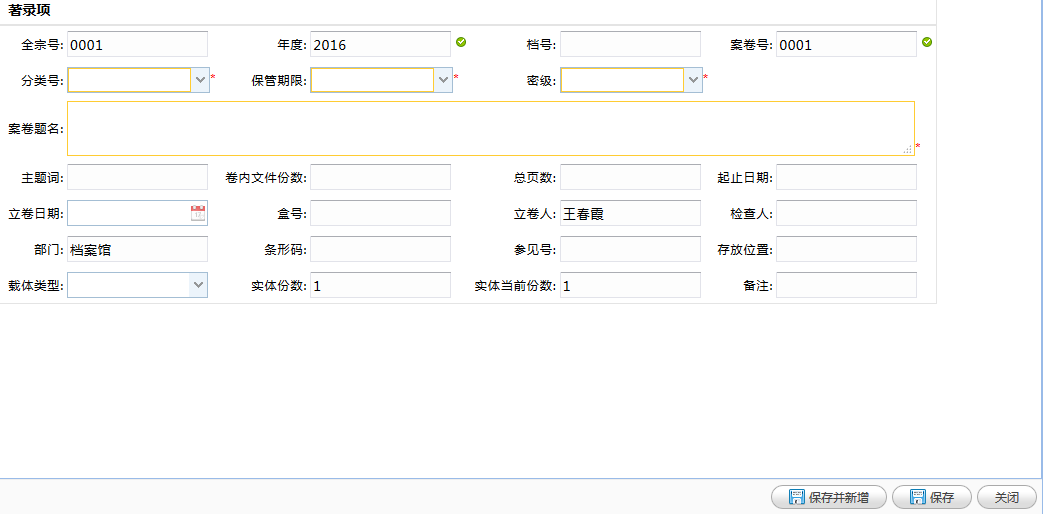 著录项
全宗号: 0001 年度: 2016 档号: 案卷号: 0001
分类号: * 保管期限: * 密级: *
案卷题名: *
主题词: 卷内文件份数: 总页数: 起止日期:
立卷日期: 盒号: 立卷人: 王春霞 检查人:
部门: 档案馆 条形码: 参见号: 存放位置:
载体类型: 实体份数: 1 实体当前份数: 1 备注:
保存并新增 保存 关闭